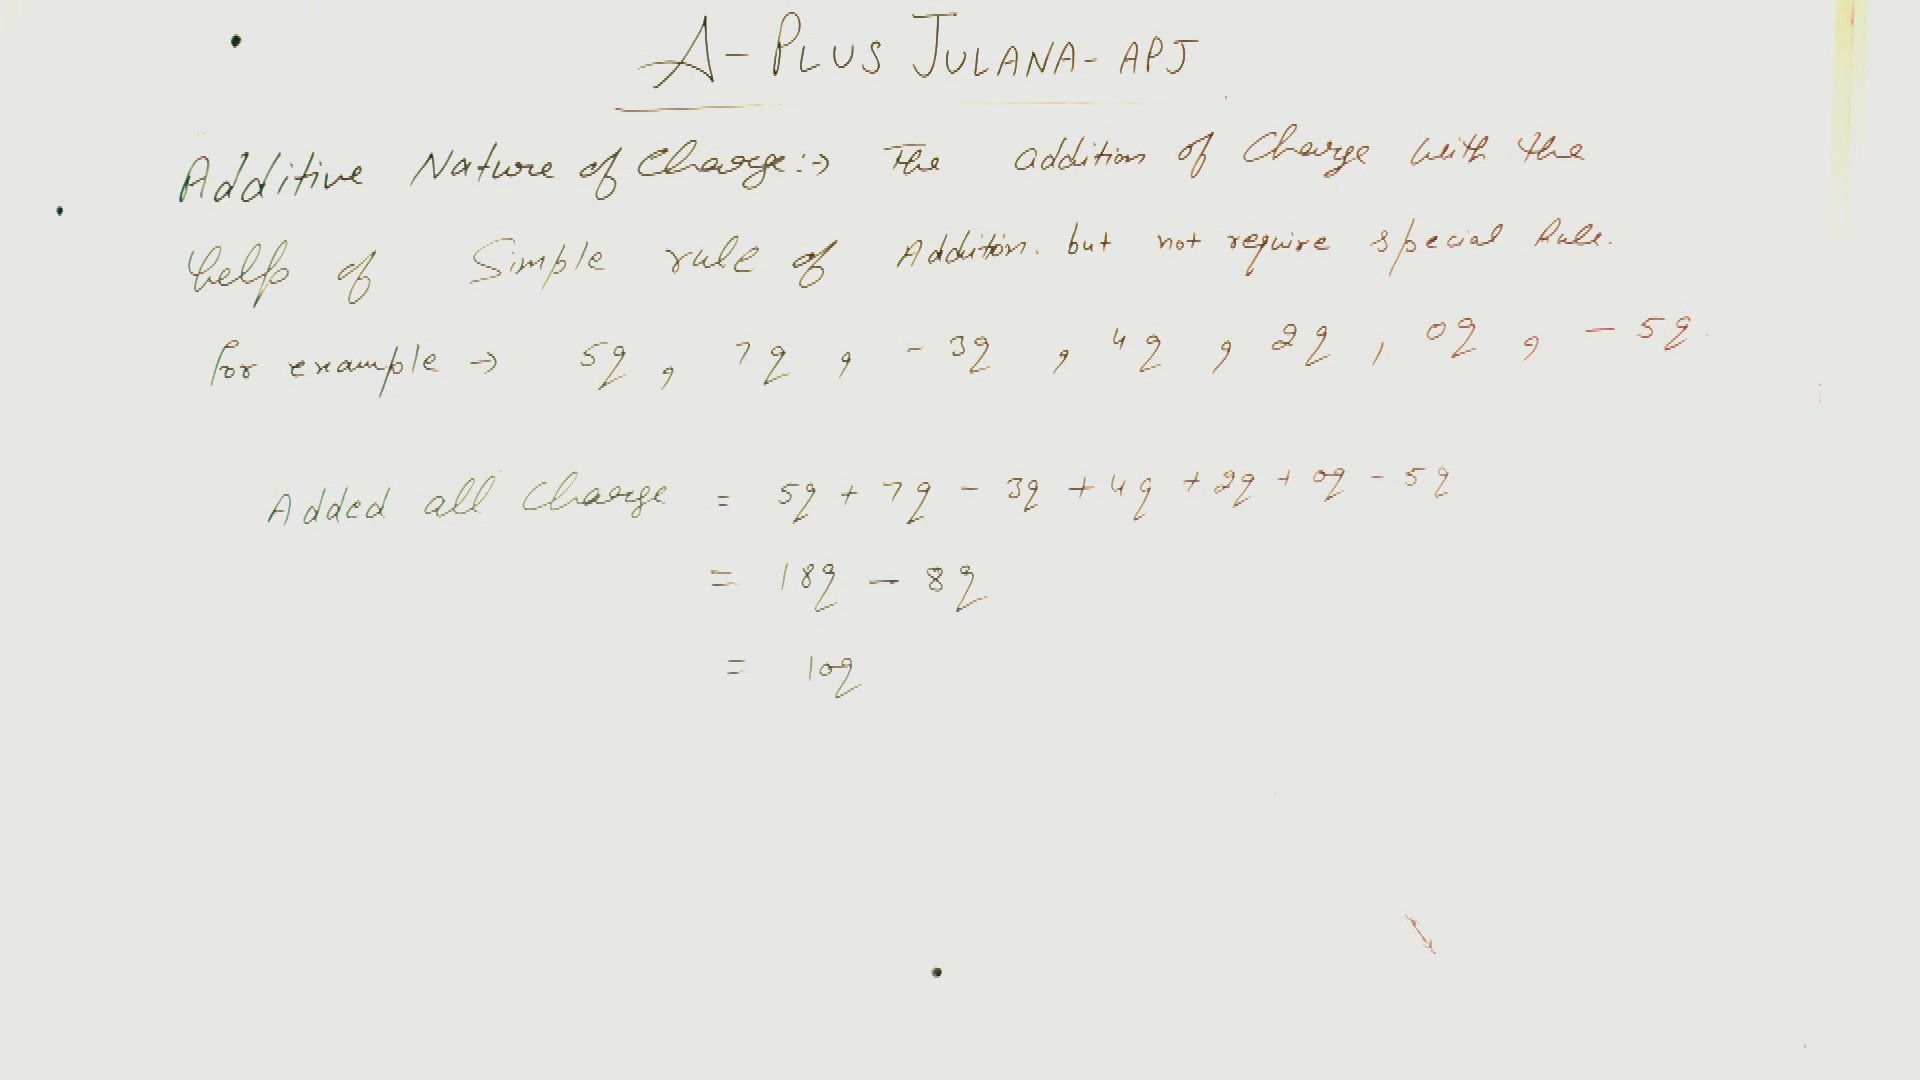 A-PLUS JULANA-APJ
Additive Nature of Charge:→ The addition of Charge with the
help of Simple rule of Addition. but not require special Rule.
for example → 5q, 7q, -3q, 4q, 2q, 0q, -5q.
Added all Charge = 5q + 7q - 3q + 4q + 2q + 0q - 5q
= 18q - 8q
= 10q